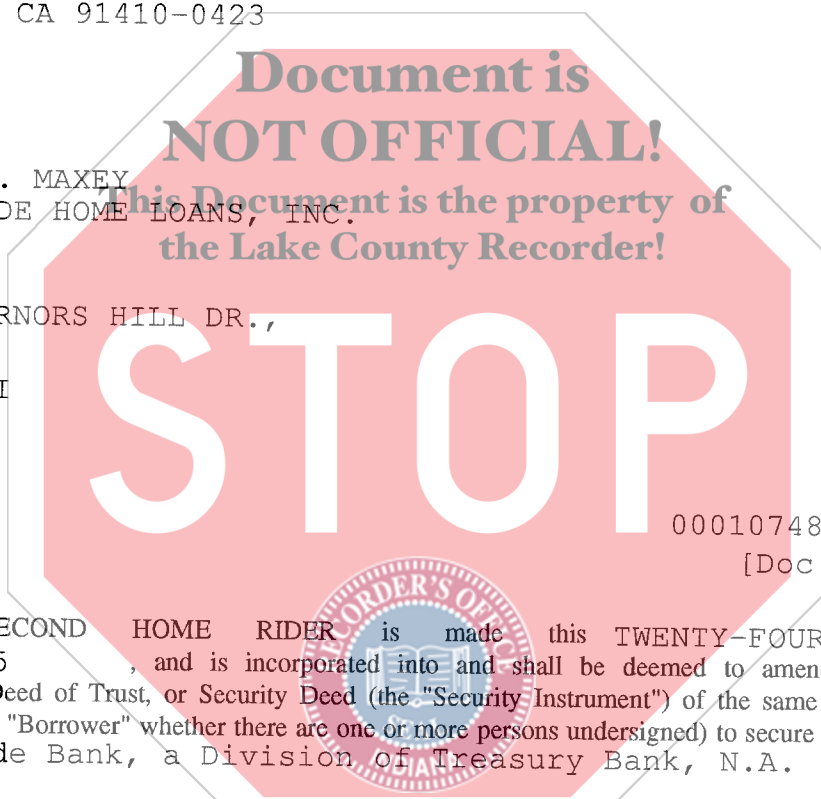 CA 91410-0423
Document is
NOT OFFICIAL!
. MAXEY
This Document is the property of
DE HOME LOANS, INC.
the Lake County Recorder!
RNORS HILL DR.,
I
STOP
00010748
[Doc
RECORDER'S OFFICE
ECOND HOME RIDER is made this TWENTY-FOUR
5 , and is incorporated into and shall be deemed to amen
Deed of Trust, or Security Deed (the "Security Instrument") of the same
"Borrower" whether there are one or more persons undersigned) to secure
SEAL
de Bank, a Division of Treasury Bank, N.A.
INDIANA